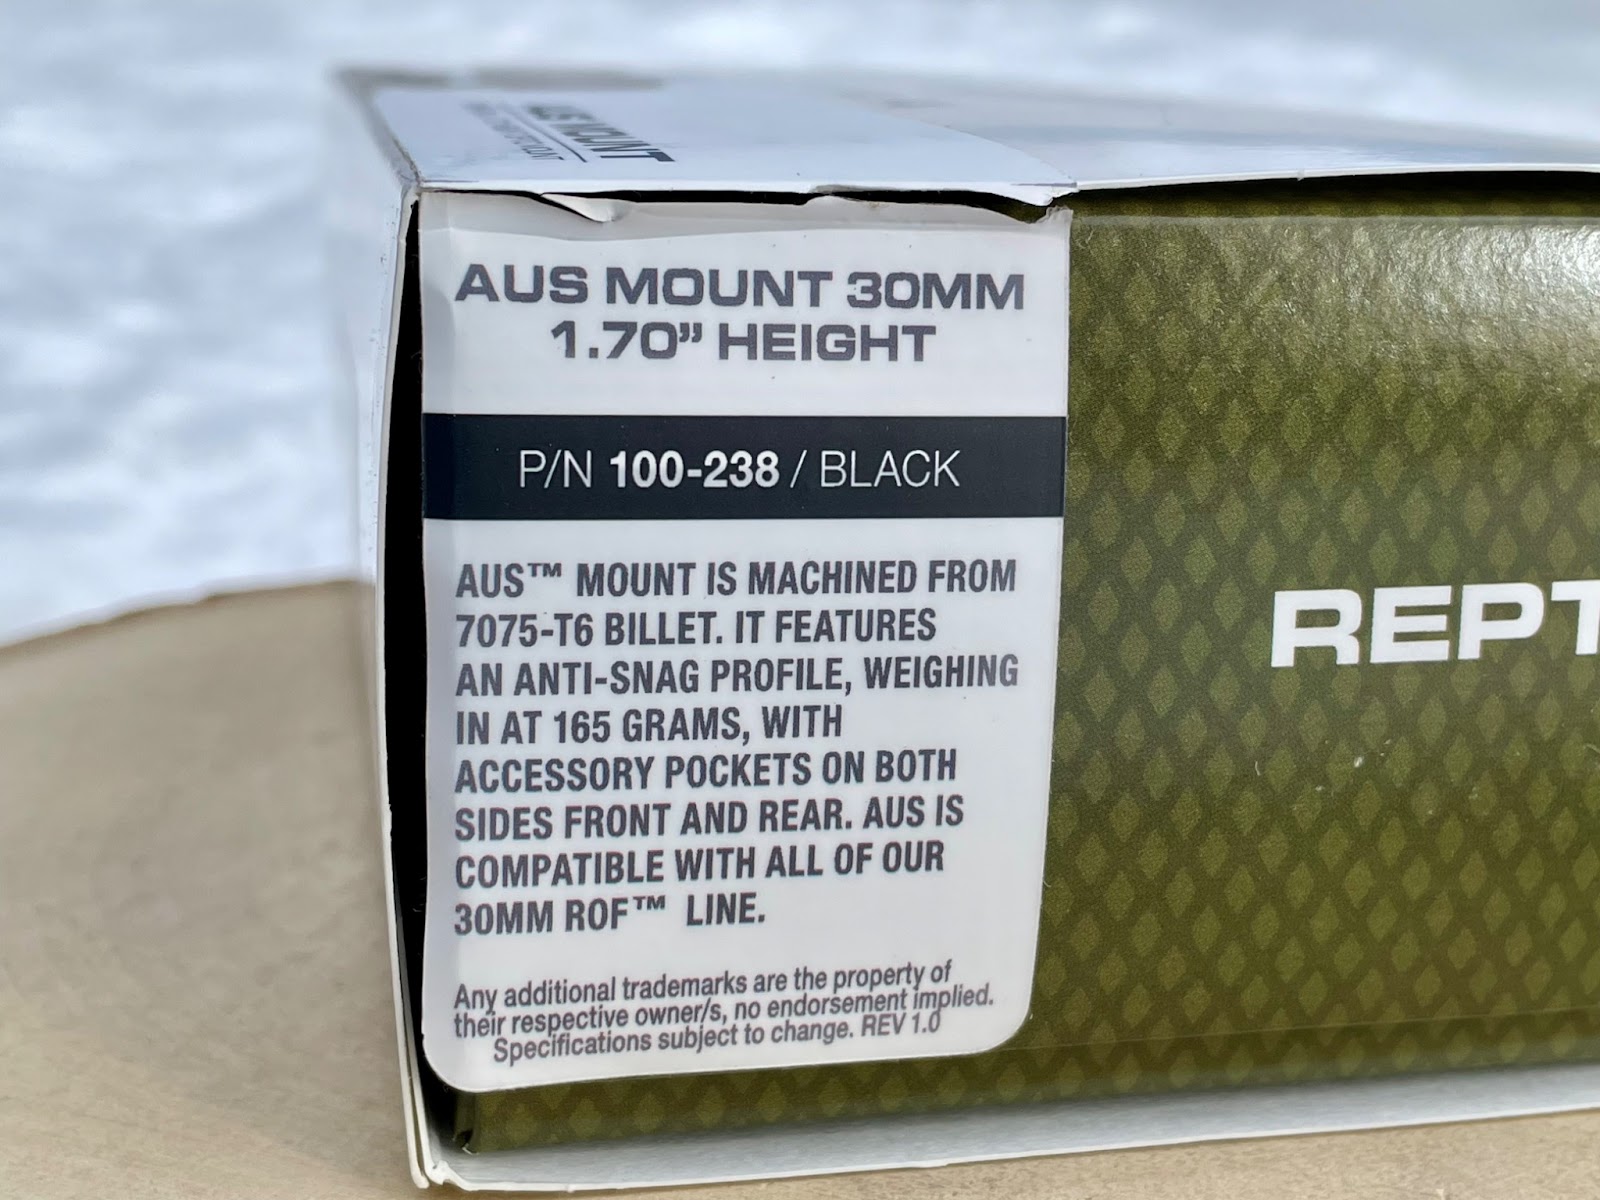 AUS MOUNT
AUS MOUNT 30MM
1.70” HEIGHT
P/N 100-238 / BLACK
AUS™ MOUNT IS MACHINED FROM
7075-T6 BILLET. IT FEATURES
AN ANTI-SNAG PROFILE, WEIGHING
IN AT 165 GRAMS, WITH
ACCESSORY POCKETS ON BOTH
SIDES FRONT AND REAR. AUS IS
COMPATIBLE WITH ALL OF OUR
30MM ROF™ LINE.
Any additional trademarks are the property of
their respective owner/s, no endorsement implied.
Specifications subject to change. REV 1.0
REPT